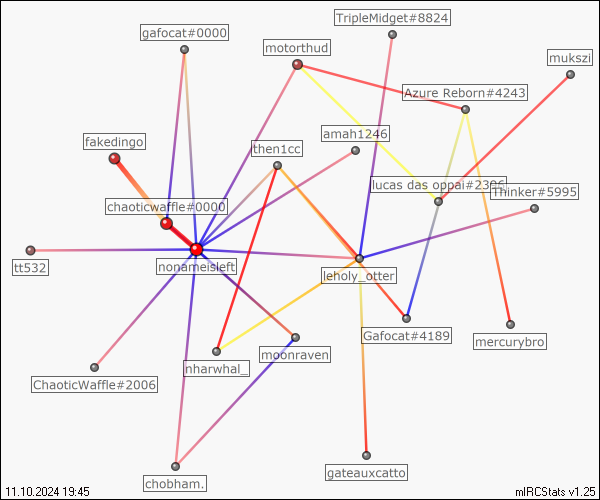 TripleMidget#8824
gafocat#0000
motorthud
mukszi
Azure Reborn#4243
amah1246
fakedingo
then1cc
lucas das oppai#2306
Thinker#5995
chaoticwaffle#0000
tt532
nonameisleft
leholy_otter
Gafocat#4189
mercurybro
moonraven
nharwhal_
ChaoticWaffle#2006
gateauxcatto
chobham.
11.10.2024 19:45
mIRCStats v1.25